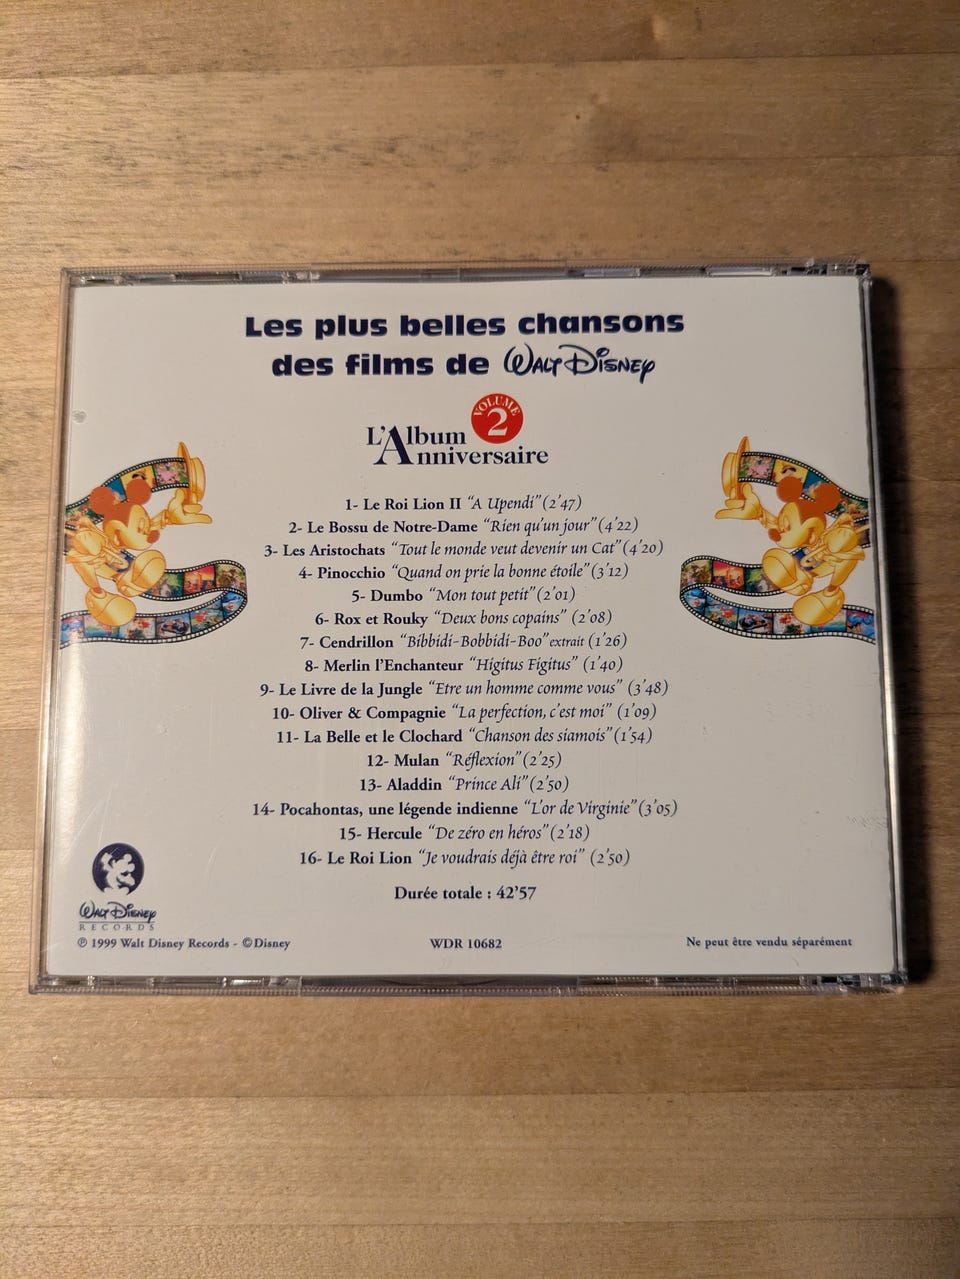 Les plus belles chansons
des films de Walt Disney
VOLUME
2
L'Album
Anniversaire
1- Le Roi Lion II “A Upendi” (2’47)
2- Le Bossu de Notre-Dame “Rien qu'un jour” (4’22)
3- Les Aristochats “Tout le monde veut devenir un Cat” (4’20)
4- Pinocchio “Quand on prie la bonne étoile” (3’12)
5- Dumbo “Mon tout petit” (2’01)
6- Rox et Rouky “Deux bons copains” (2’08)
7- Cendrillon “Bibbidi-Bobbidi-Boo” extrait (1’26)
8- Merlin l’Enchanteur “Higitus Figitus” (1’40)
9- Le Livre de la Jungle “Etre un homme comme vous” (3’48)
10- Oliver & Compagnie “La perfection, c’est moi” (1’09)
11- La Belle et le Clochard “Chanson des siamois” (1’54)
12- Mulan “Réflexion” (2’25)
13- Aladdin “Prince Ali” (2’50)
14- Pocahontas, une légende indienne “L’or de Virginie” (3’05)
15- Hercule “De zéro en héros” (2’18)
16- Le Roi Lion “Je voudrais déjà être roi” (2’50)
Durée totale : 42’57
Walt Disney
RECORDS
℗ 1999 Walt Disney Records - ©Disney
WDR 10682
Ne peut être vendu séparément